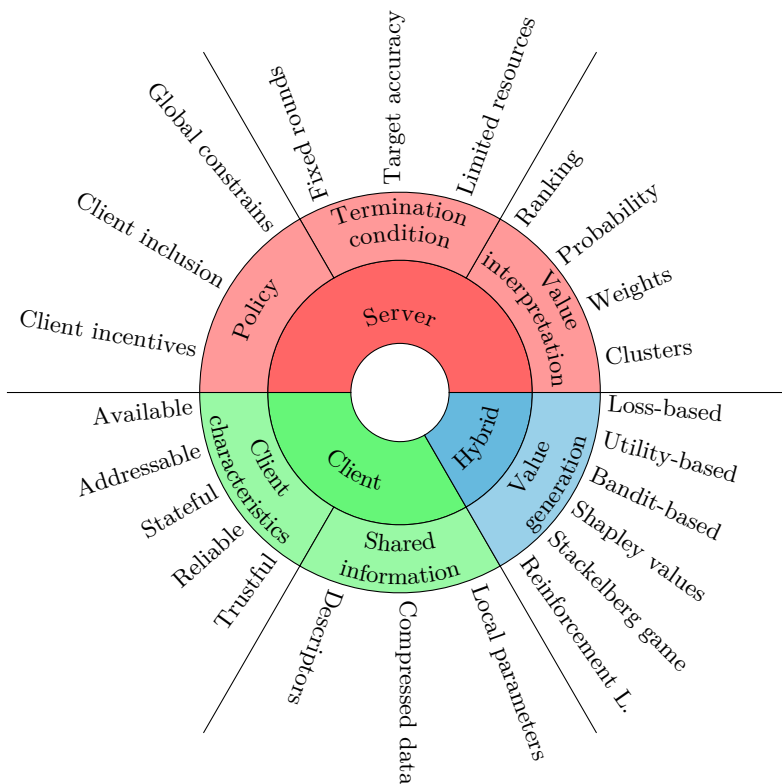 Server
Policy
Global constrains
Client inclusion
Client incentives
Termination
condition
Fixed rounds
Target accuracy
Limited resources
Value
interpretation
Ranking
Probability
Weights
Clusters
Hybrid
Value
generation
Loss-based
Utility-based
Bandit-based
Shapley values
Stackelberg game
Reinforcement L.
Client
Shared
information
Descriptors
Compressed data
Local parameters
Client
characteristics
Available
Addressable
Stateful
Reliable
Trustful